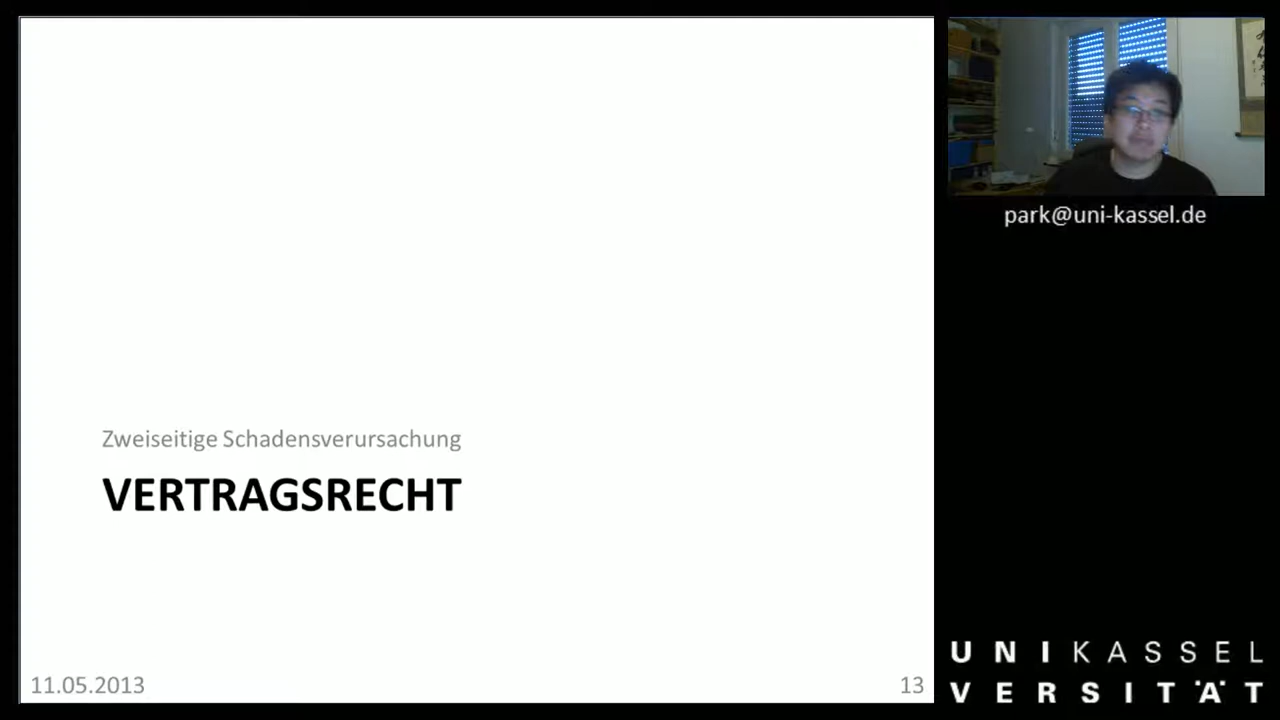 Zweiseitige Schadensverursachung
VERTRAGSRECHT
11.05.2013
13
park@uni-kassel.de
UNIKASSEL
VERSITÄT